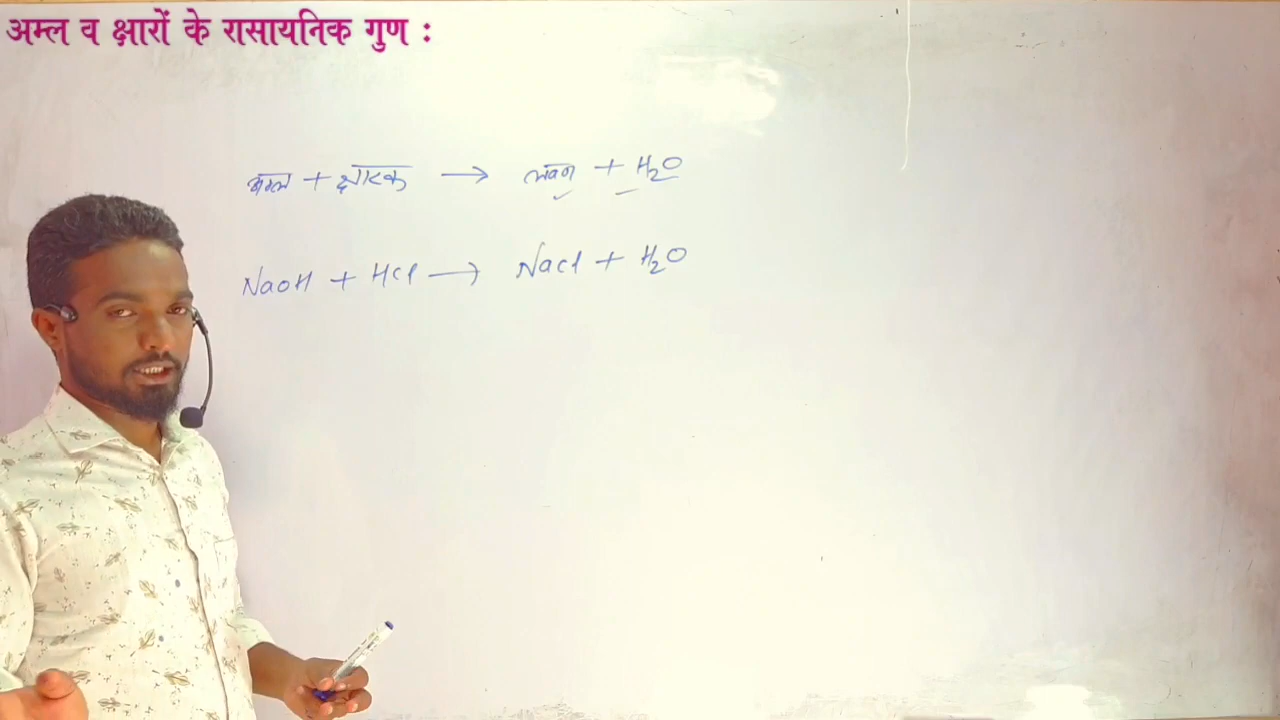 अम्ल व क्षारों के रासायनिक गुण :
अम्ल + क्षारक → लवण + H₂O
NaOH + HCl → NaCl + H₂O